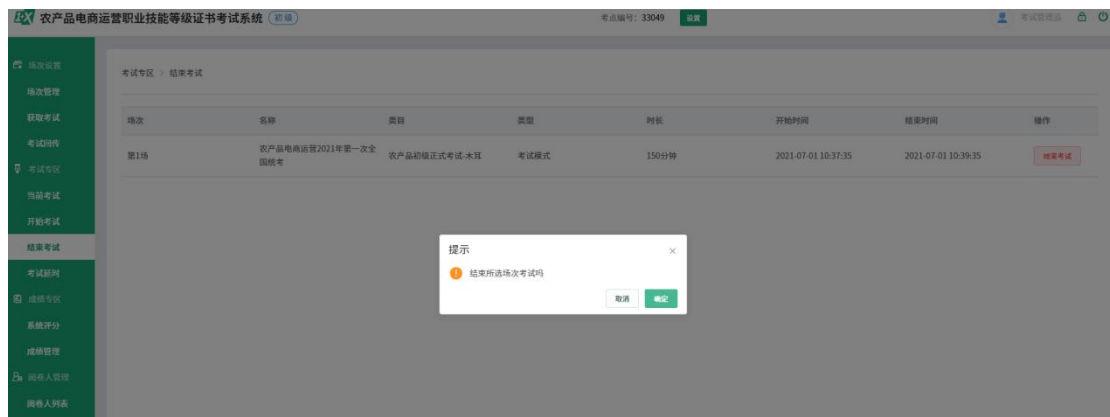 农产品电商运营职业技能等级证书考试系统 初级
考点编号：33049 设置 考试管理员
场次设置
场次管理
获取考试
考试回传
考试专区
当前考试
开始考试
结束考试
考试延时
成绩专区
系统评分
成绩管理
阅卷人管理
阅卷人列表
考试专区 > 结束考试
场次 名称 类目 类型 时长 开始时间 结束时间 操作
第1场 农产品电商运营2021年第一次全 农产品初级正式考试-木耳 考试模式 150分钟 2021-07-01 10:37:35 2021-07-01 10:39:35 结束考试
国统考
提示
结束所选场次考试吗
取消 确定